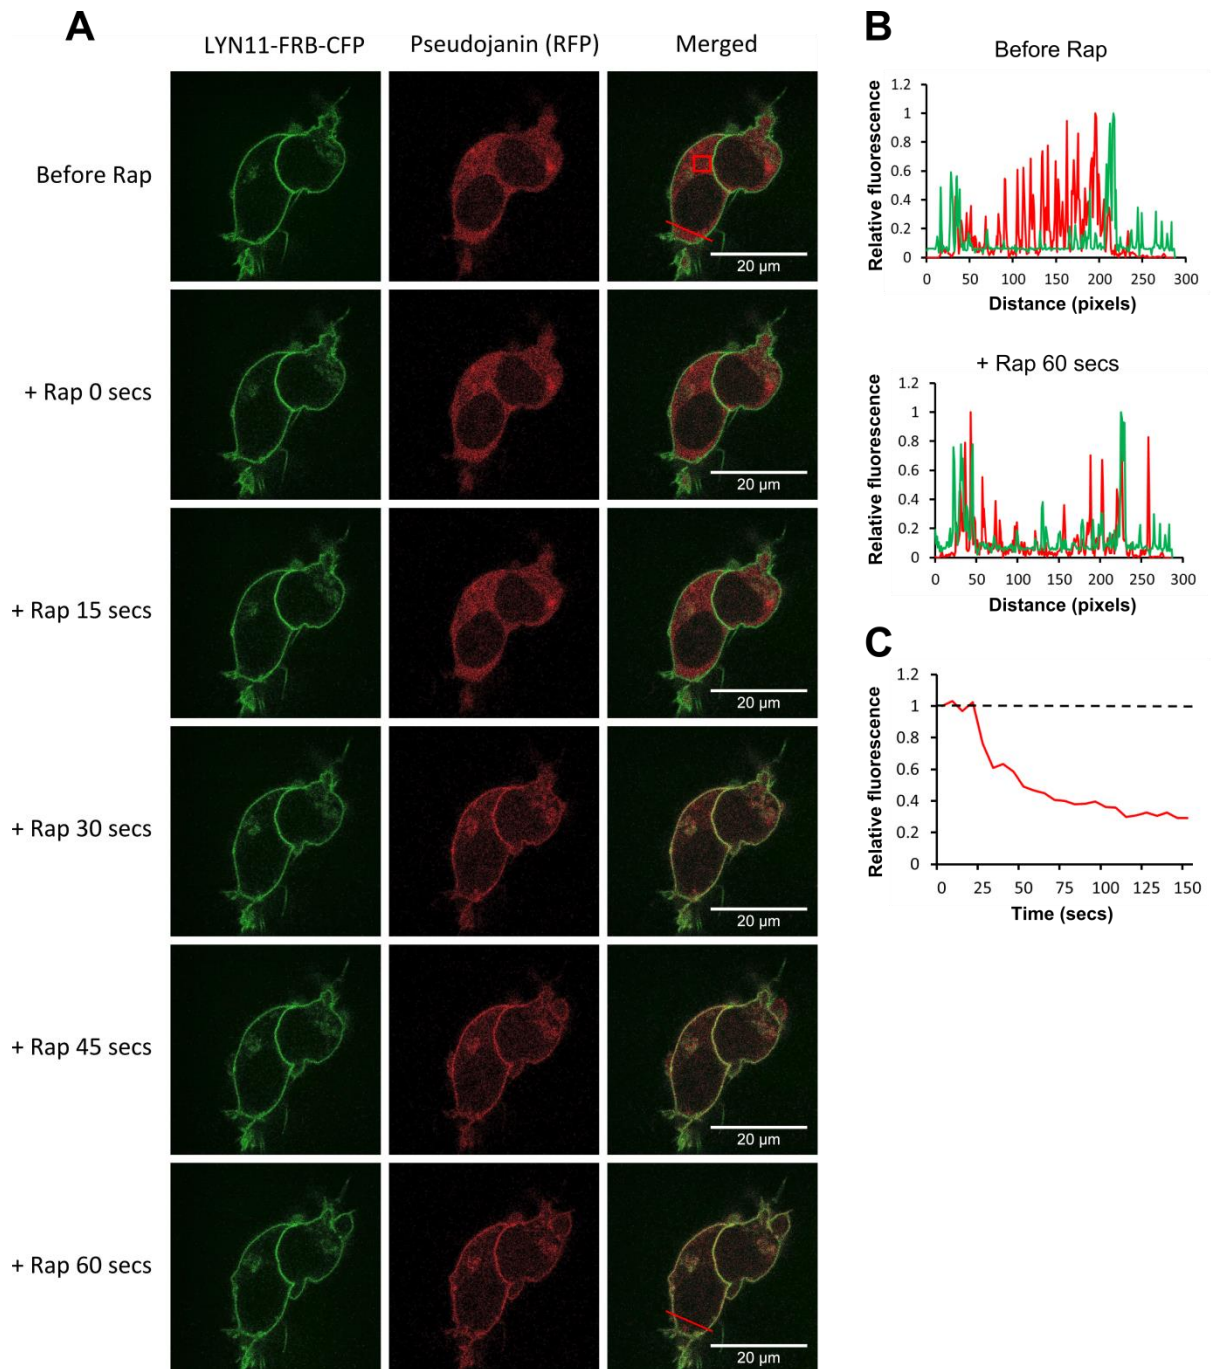 A
LYN11-FRB-CFP Pseudojanin (RFP) Merged
Before Rap
20 µm
+ Rap 0 secs
20 µm
+ Rap 15 secs
20 µm
+ Rap 30 secs
20 µm
+ Rap 45 secs
20 µm
+ Rap 60 secs
20 µm
B
Before Rap
Relative fluorescence
1.2
1
0.8
0.6
0.4
0.2
0
0 50 100 150 200 250 300
Distance (pixels)
+ Rap 60 secs
Relative fluorescence
1.2
1
0.8
0.6
0.4
0.2
0
0 50 100 150 200 250 300
Distance (pixels)
C
Relative fluorescence
1.2
1
0.8
0.6
0.4
0.2
0
0 25 50 75 100 125 150
Time (secs)